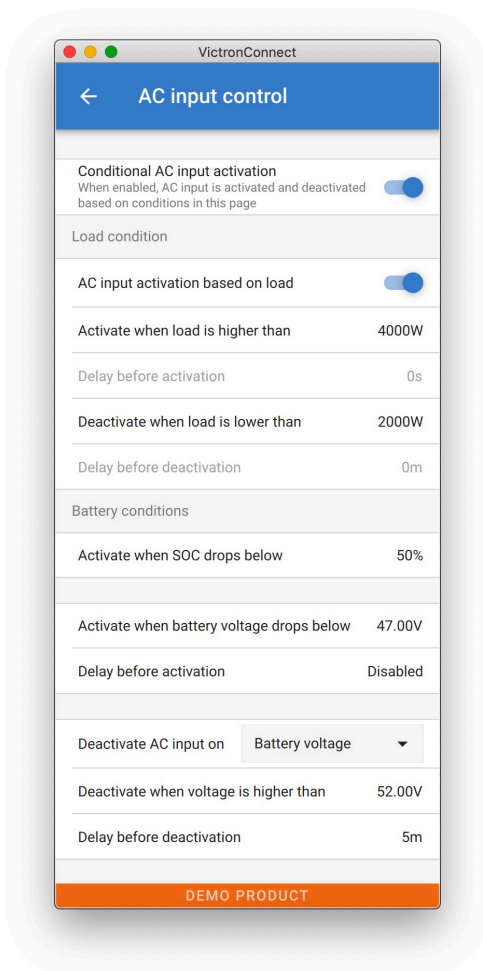 VictronConnect
AC input control
Conditional AC input activation
When enabled, AC input is activated and deactivated
based on conditions in this page
Load condition
AC input activation based on load
Activate when load is higher than 4000W
Delay before activation 0s
Deactivate when load is lower than 2000W
Delay before deactivation 0m
Battery conditions
Activate when SOC drops below 50%
Activate when battery voltage drops below 47.00V
Delay before activation Disabled
Deactivate AC input on Battery voltage
Deactivate when voltage is higher than 52.00V
Delay before deactivation 5m
DEMO PRODUCT